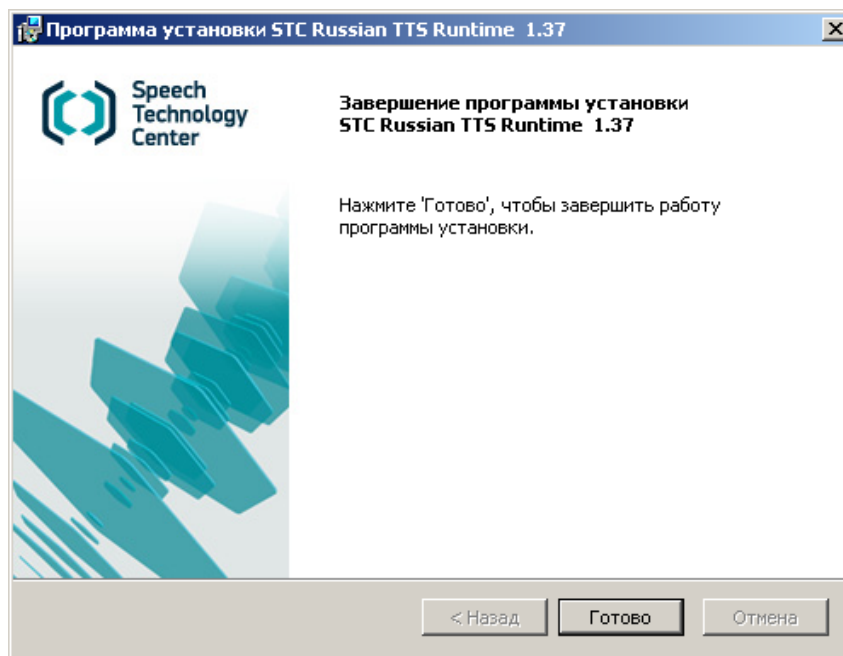 Программа установки STC Russian TTS Runtime 1.37
Speech
Technology
Center
Завершение программы установки
STC Russian TTS Runtime 1.37
Нажмите 'Готово', чтобы завершить работу
программы установки.
< Назад
Готово
Отмена